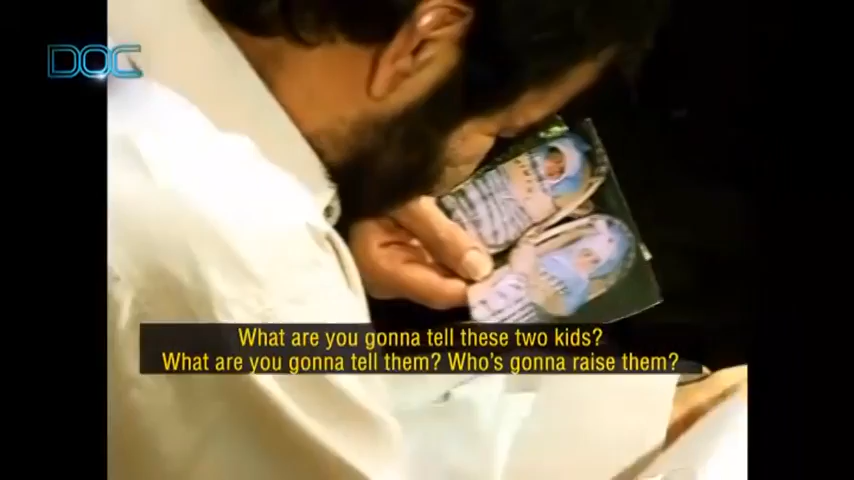 DOC
What are you gonna tell these two kids?
What are you gonna tell them? Who's gonna raise them?